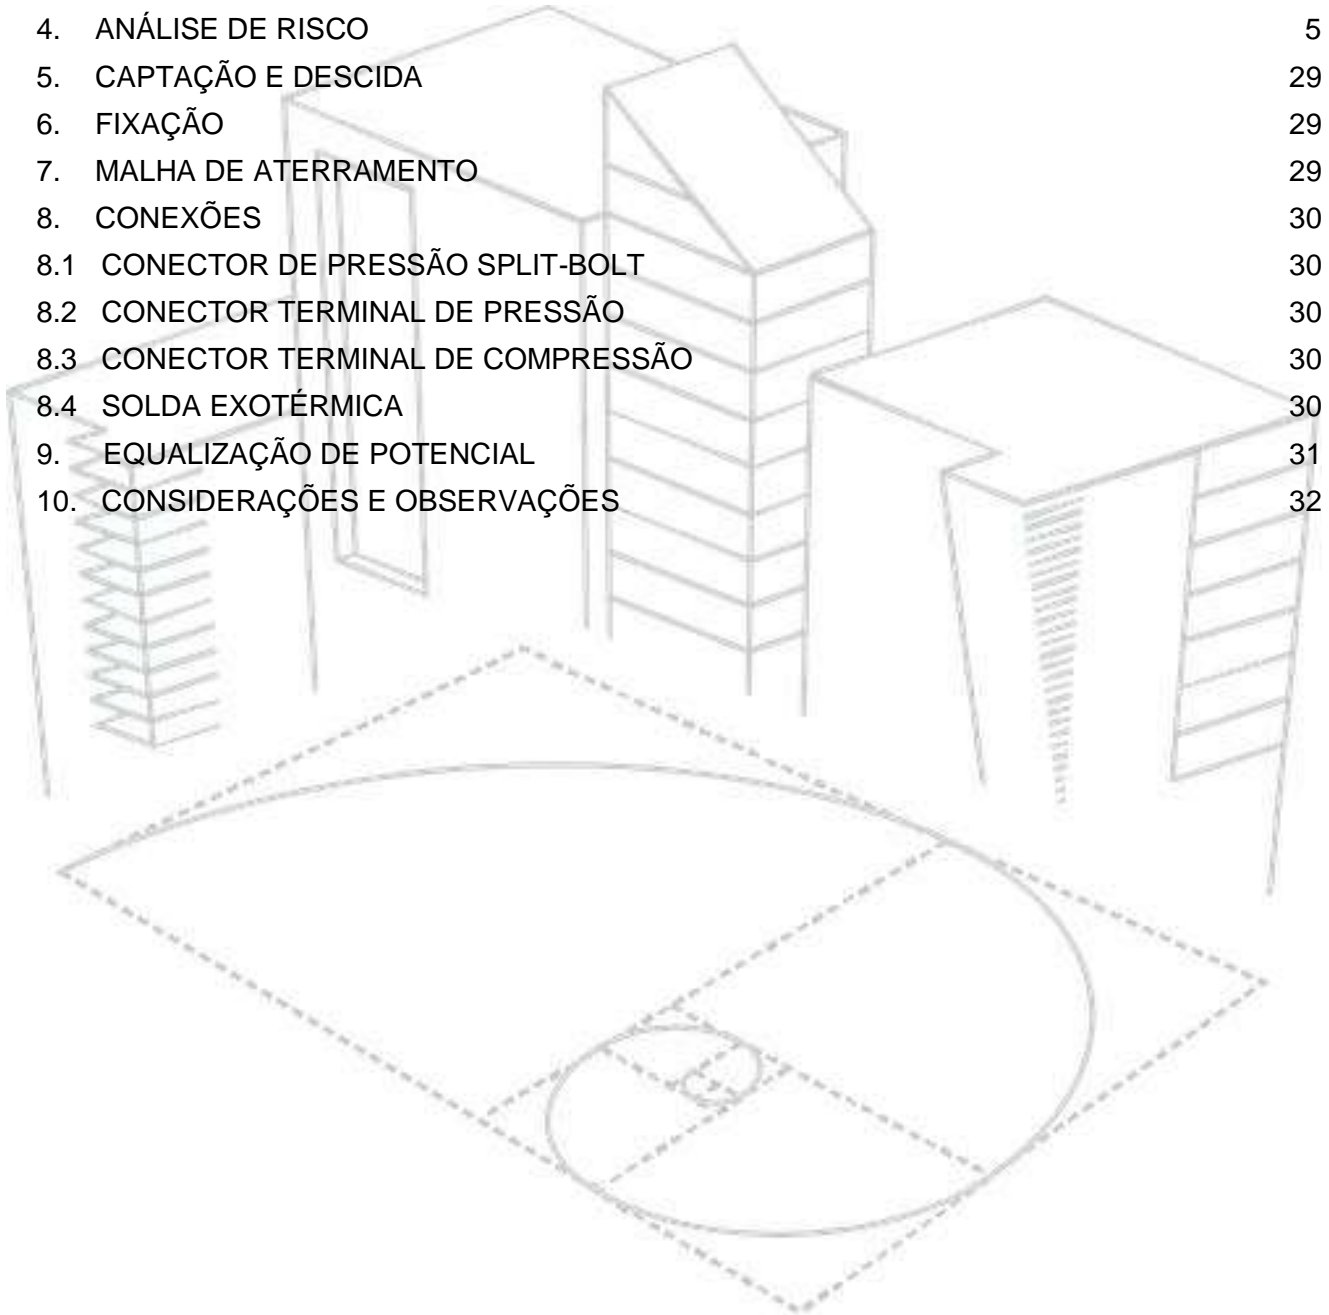 4. ANÁLISE DE RISCO 5
5. CAPTAÇÃO E DESCIDA 29
6. FIXAÇÃO 29
7. MALHA DE ATERRAMENTO 29
8. CONEXÕES 30
8.1 CONECTOR DE PRESSÃO SPLIT-BOLT 30
8.2 CONECTOR TERMINAL DE PRESSÃO 30
8.3 CONECTOR TERMINAL DE COMPRESSÃO 30
8.4 SOLDA EXOTÉRMICA 30
9. EQUALIZAÇÃO DE POTENCIAL 31
10. CONSIDERAÇÕES E OBSERVAÇÕES 32